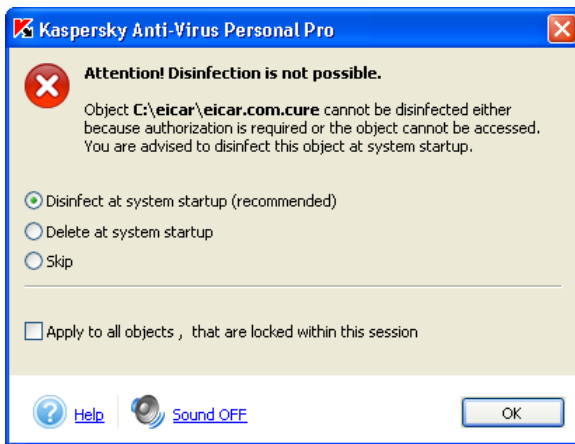 Kaspersky Anti-Virus Personal Pro
Attention! Disinfection is not possible.
Object C:\eicar\eicar.com.cure cannot be disinfected either
because authorization is required or the object cannot be accessed.
You are advised to disinfect this object at system startup.
Disinfect at system startup (recommended)
Delete at system startup
Skip
Apply to all objects , that are locked within this session
Help
Sound OFF
OK